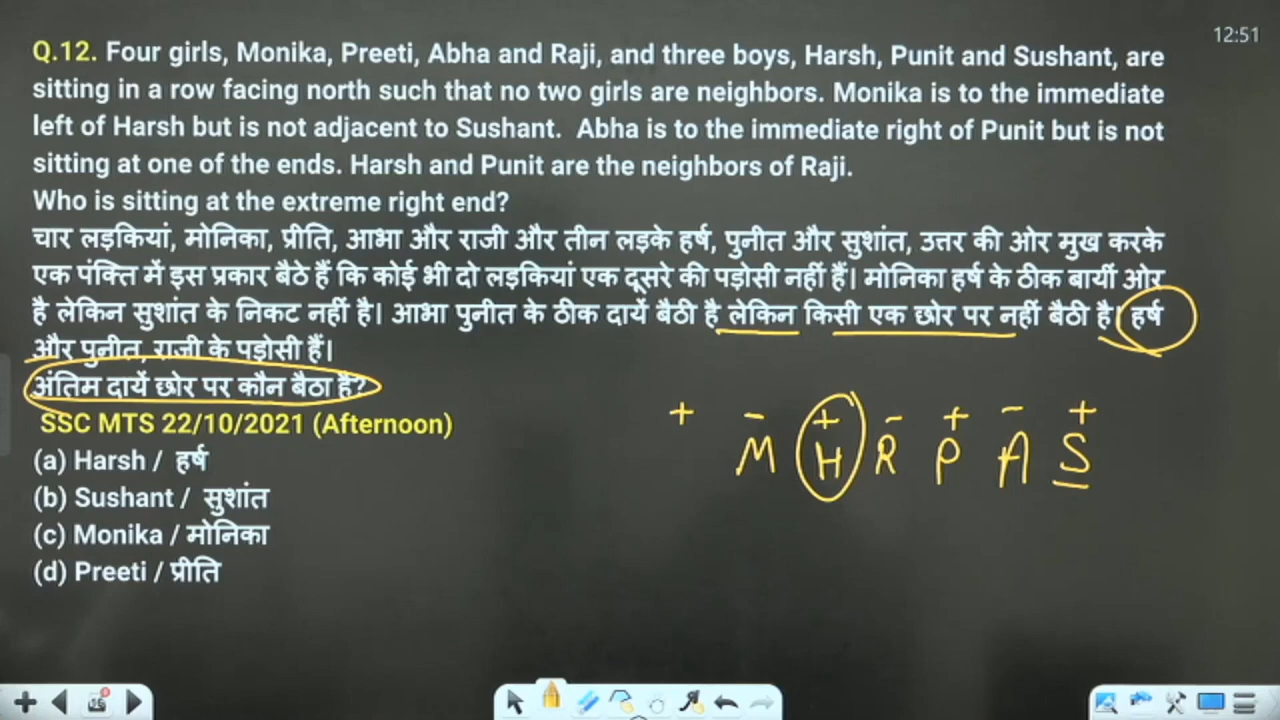 12:51
Q.12. Four girls, Monika, Preeti, Abha and Raji, and three boys, Harsh, Punit and Sushant, are
sitting in a row facing north such that no two girls are neighbors. Monika is to the immediate
left of Harsh but is not adjacent to Sushant. Abha is to the immediate right of Punit but is not
sitting at one of the ends. Harsh and Punit are the neighbors of Raji.
Who is sitting at the extreme right end?
चार लड़कियां, मोनिका, प्रीति, आभा और राजी और तीन लड़के हर्ष, पुनीत और सुशांत, उत्तर की ओर मुख करके
एक पंक्ति में इस प्रकार बैठे हैं कि कोई भी दो लड़कियां एक दूसरे की पड़ोसी नहीं हैं। मोनिका हर्ष के ठीक बायीं ओर
है लेकिन सुशांत के निकट नहीं है। आभा पुनीत के ठीक दायें बैठी है लेकिन किसी एक छोर पर नहीं बैठी है। हर्ष
और पुनीत, राजी के पड़ोसी हैं।
अंतिम दायें छोर पर कौन बैठा है?
SSC MTS 22/10/2021 (Afternoon)
(a) Harsh / हर्ष
(b) Sushant / सुशांत
(c) Monika / मोनिका
(d) Preeti / प्रीति
+ - + - + - +
M H R P A S